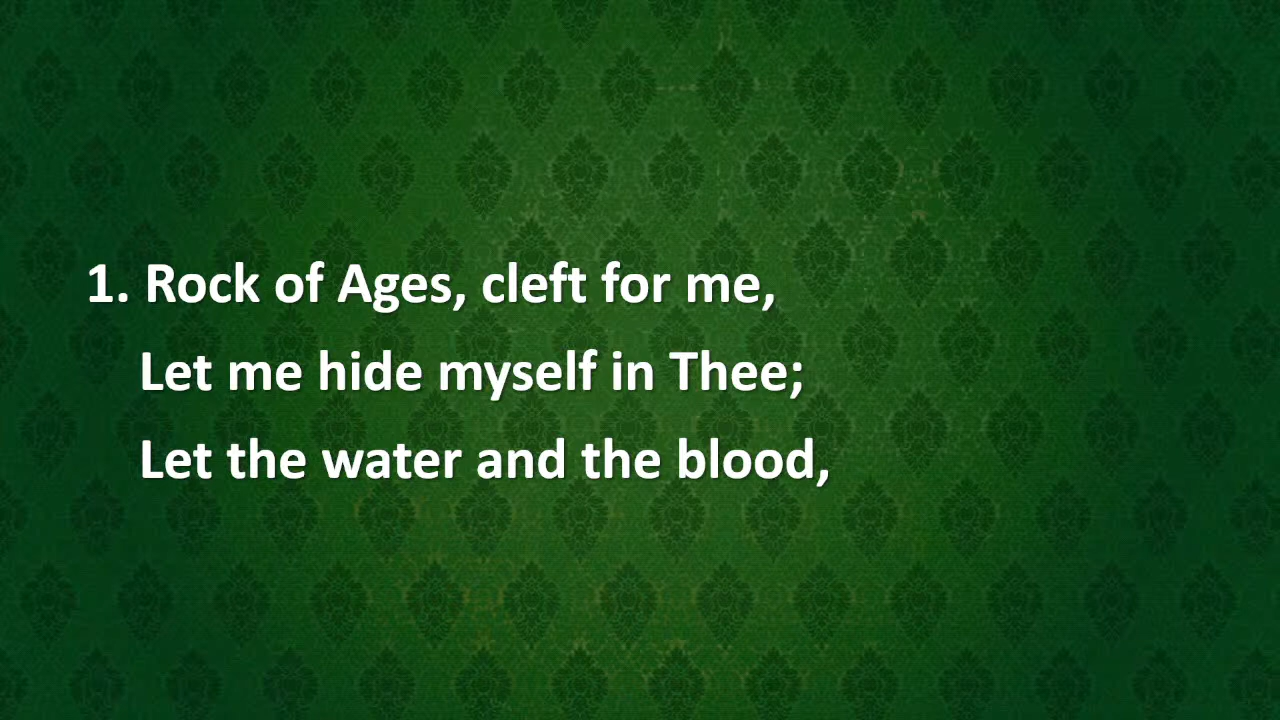 1. Rock of Ages, cleft for me,
Let me hide myself in Thee;
Let the water and the blood,